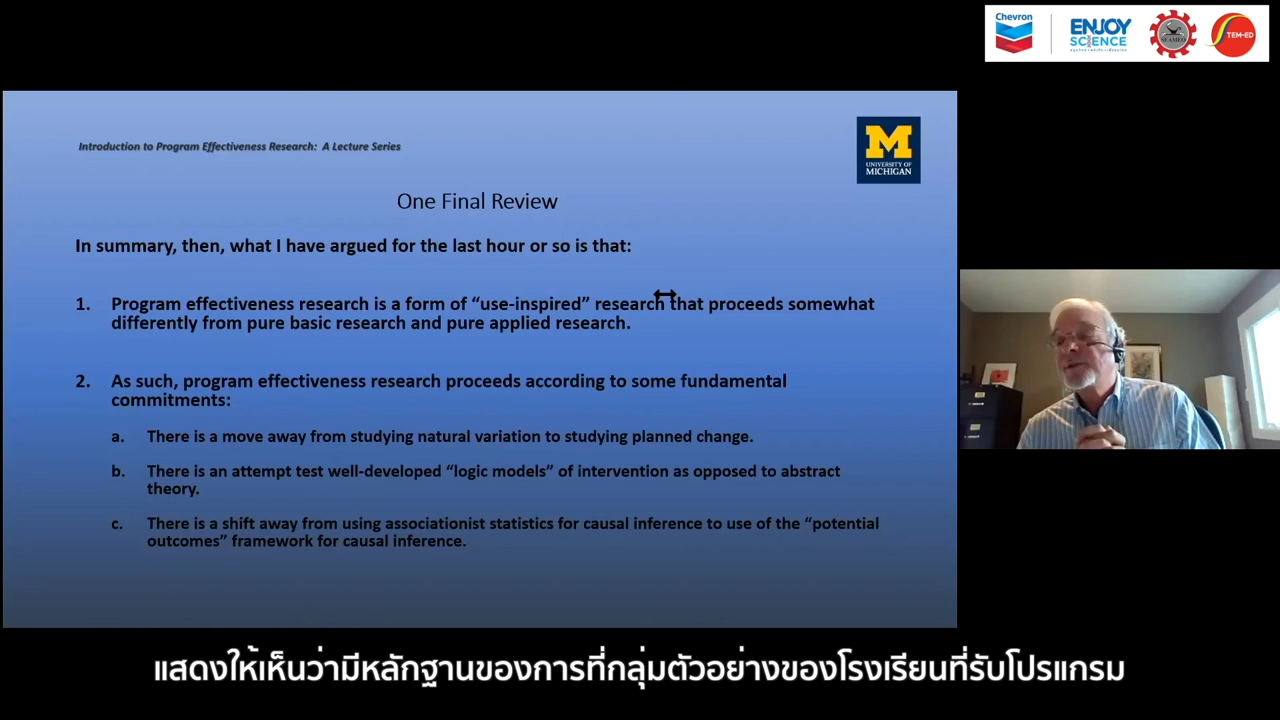 Chevron
ENJOY
SCIENCE
SEAMEO
STEM-ED
Introduction to Program Effectiveness Research: A Lecture Series
M
UNIVERSITY OF
MICHIGAN
One Final Review
In summary, then, what I have argued for the last hour or so is that:
1. Program effectiveness research is a form of “use-inspired” research that proceeds somewhat
differently from pure basic research and pure applied research.
2. As such, program effectiveness research proceeds according to some fundamental
commitments:
a. There is a move away from studying natural variation to studying planned change.
b. There is an attempt test well-developed “logic models” of intervention as opposed to abstract
theory.
c. There is a shift away from using associationist statistics for causal inference to use of the “potential
outcomes” framework for causal inference.
แสดงให้เห็นว่ามีหลักฐานของการที่กลุ่มตัวอย่างของโรงเรียนที่รับโปรแกรม